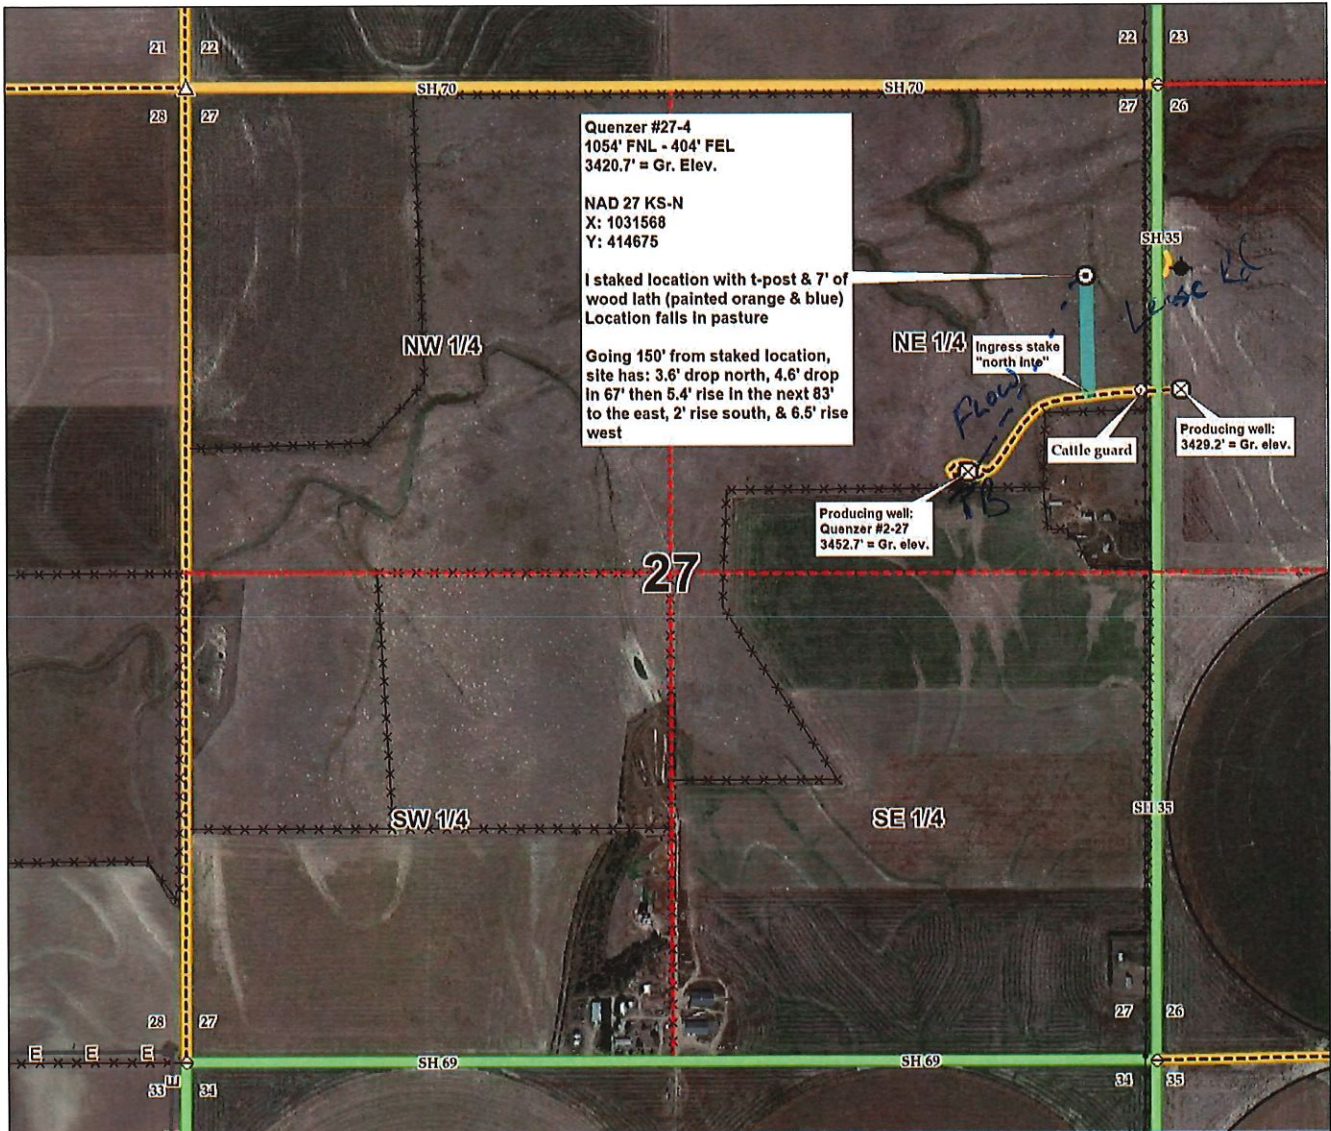 21 22
22 23
SH 70
SH 70
28 27
27 26
Quenzer #27-4
1054' FNL - 404' FEL
3420.7' = Gr. Elev.
NAD 27 KS-N
X: 1031568
Y: 414675
I staked location with t-post & 7' of
wood lath (painted orange & blue)
Location falls in pasture
Going 150' from staked location,
site has: 3.6' drop north, 4.6' drop
in 67' then 5.4' rise in the next 83'
to the east, 2' rise south, & 6.5' rise
west
SH 35
Lease Rd
NW 1/4
NE 1/4
Ingress stake
"north into"
Flow
Cattle guard
Producing well:
3429.2' = Gr. elev.
TB
Producing well:
Quenzer #2-27
3452.7' = Gr. elev.
27
SH 35
SW 1/4
SE 1/4
28 27
27 26
E E E
SH 69
SH 69
E
33 34
34 35